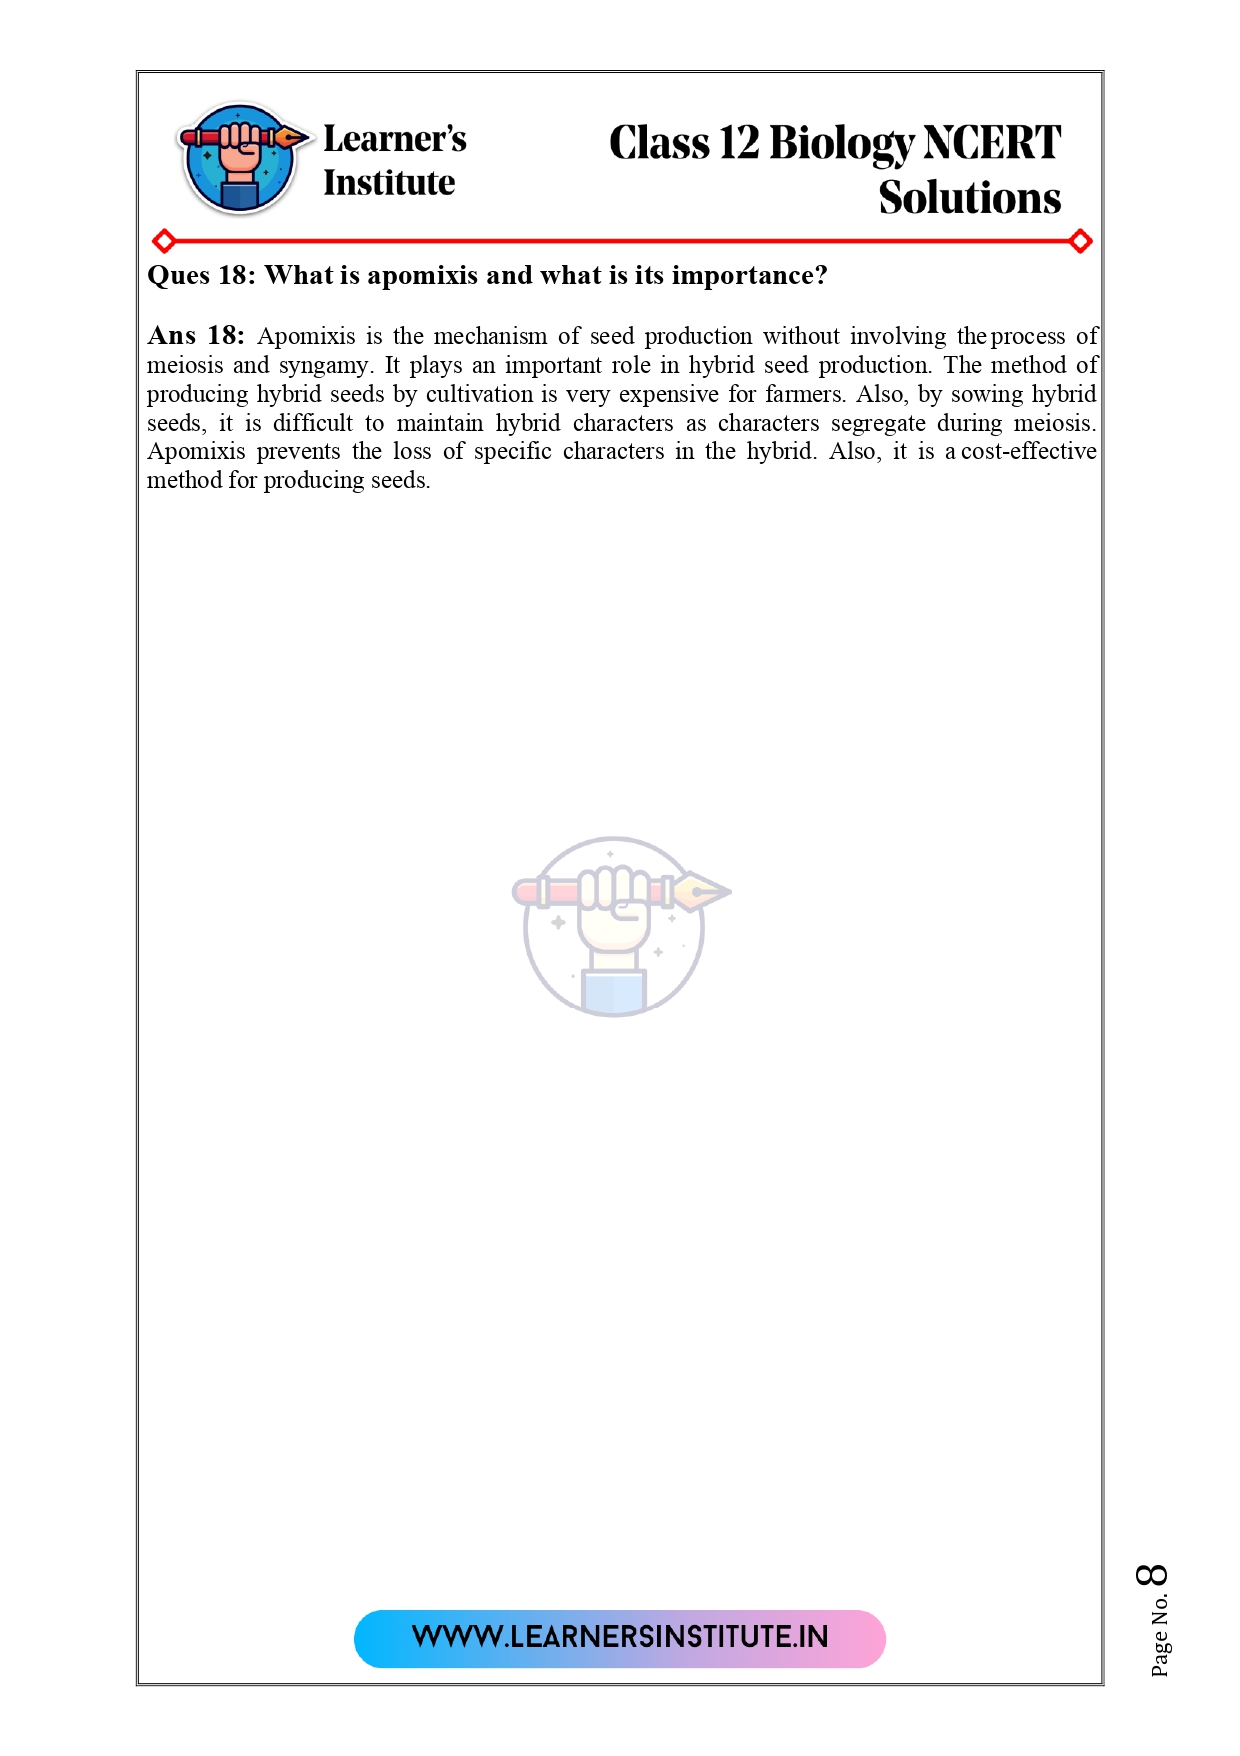 Learner's
Institute
Class 12 Biology NCERT
Solutions
Ques 18: What is apomixis and what is its importance?
Ans 18: Apomixis is the mechanism of seed production without involving the process of
meiosis and syngamy. It plays an important role in hybrid seed production. The method of
producing hybrid seeds by cultivation is very expensive for farmers. Also, by sowing hybrid
seeds, it is difficult to maintain hybrid characters as characters segregate during meiosis.
Apomixis prevents the loss of specific characters in the hybrid. Also, it is a cost-effective
method for producing seeds.
WWW.LEARNERSINSTITUTE.IN
Page No. 8